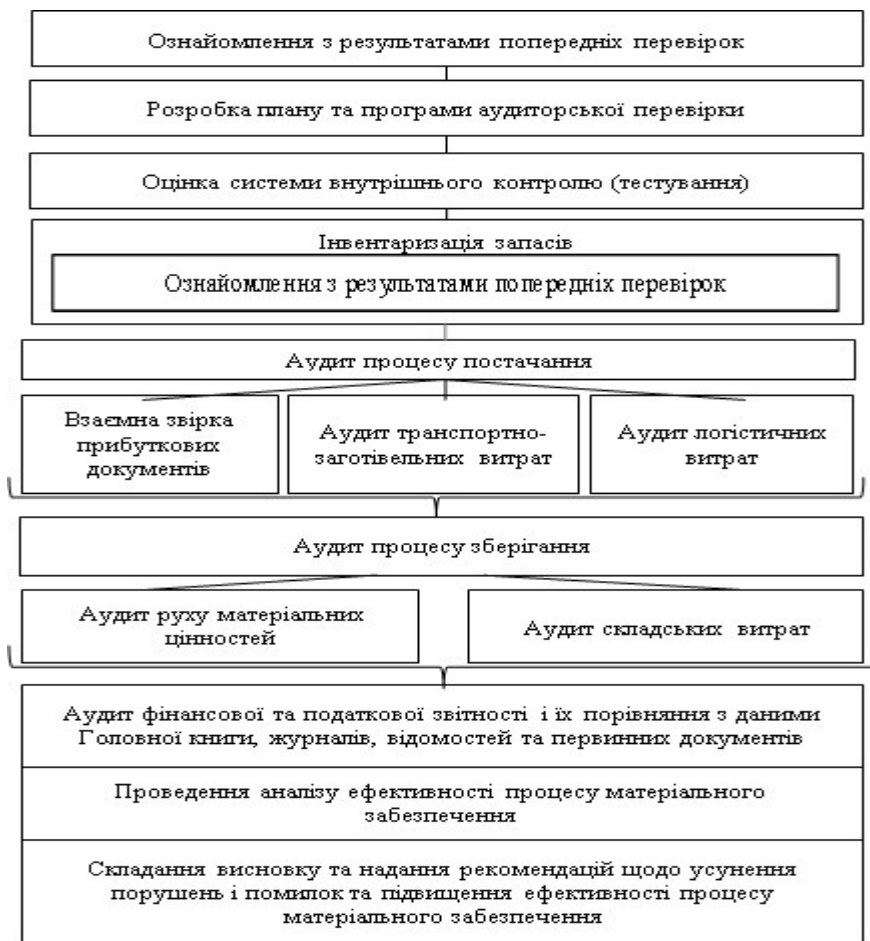 Ознайомлення з результатами попередніх перевірок
Розробка плану та програми аудиторської перевірки
Оцінка системи внутрішнього контролю (тестування)
Інвентаризація запасів
Ознайомлення з результатами попередніх перевірок
Аудит процесу постачання
Взаємна звірка
прибуткових
документів
Аудит транспортно-
заготівельних витрат
Аудит логістичних
витрат
Аудит процесу зберігання
Аудит руху матеріальних
цінностей
Аудит складських витрат
Аудит фінансової та податкової звітності і їх порівняння з даними
Головної книги, журналів, відомостей та первинних документів
Проведення аналізу ефективності процесу матеріального
забезпечення
Складання висновку та надання рекомендацій щодо усунення
порушень і помилок та підвищення ефективності процесу
матеріального забезпечення